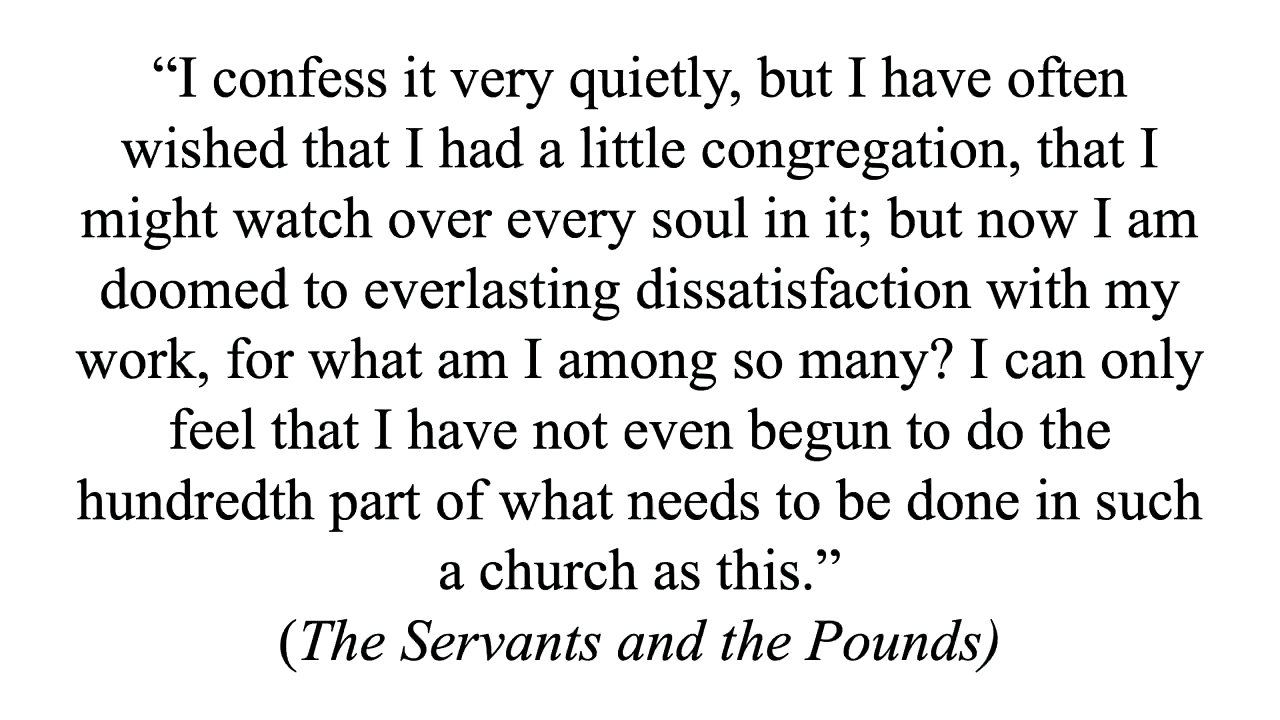 “I confess it very quietly, but I have often
wished that I had a little congregation, that I
might watch over every soul in it; but now I am
doomed to everlasting dissatisfaction with my
work, for what am I among so many? I can only
feel that I have not even begun to do the
hundredth part of what needs to be done in such
a church as this.”
(The Servants and the Pounds)